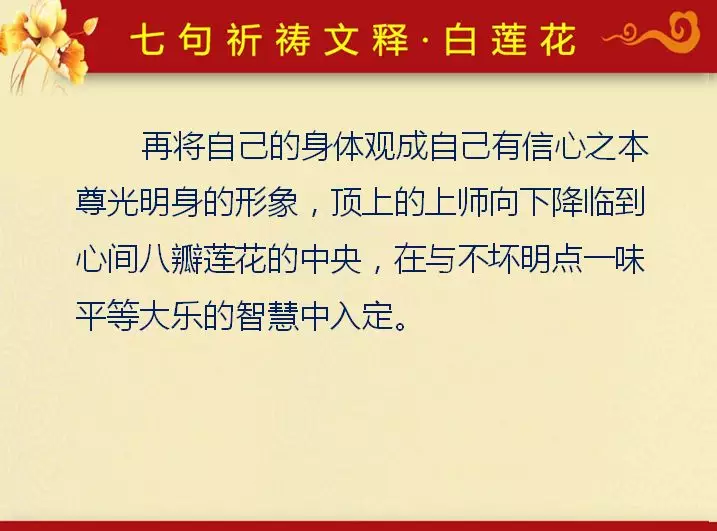 七句祈祷文释·白莲花
再将自己的身体观成自己有信心之本
尊光明身的形象，顶上的上师向下降临到
心间八瓣莲花的中央，在与不坏明点一味
平等大乐的智慧中入定。